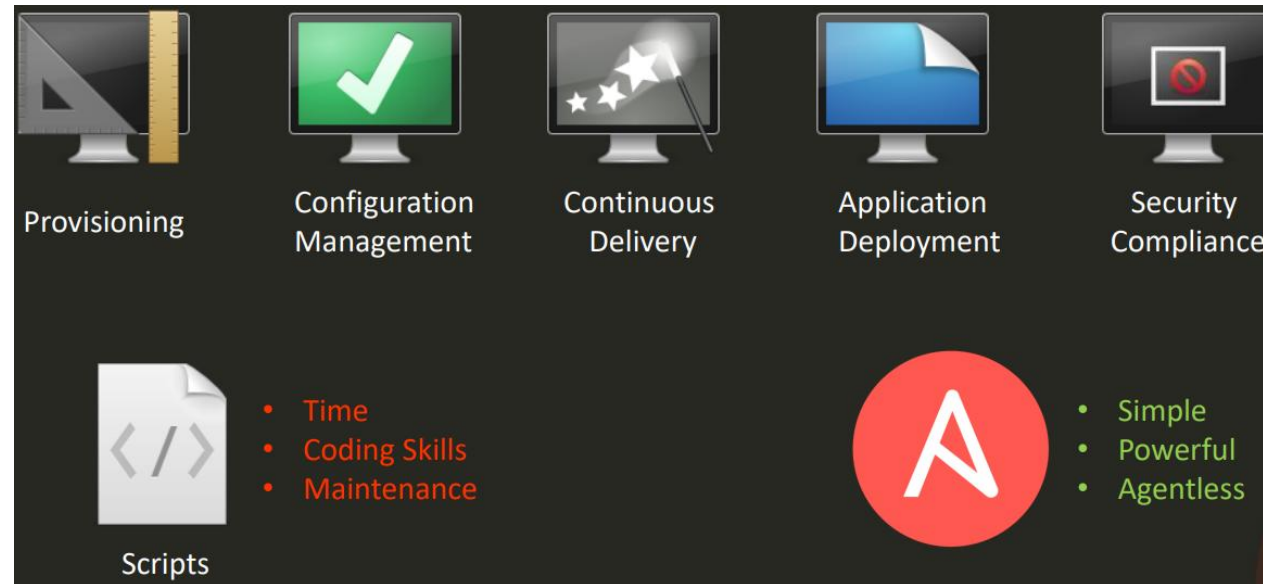 Provisioning
Configuration
Management
Continuous
Delivery
Application
Deployment
Security
Compliance
</>
Scripts
• Time
• Coding Skills
• Maintenance
• Simple
• Powerful
• Agentless